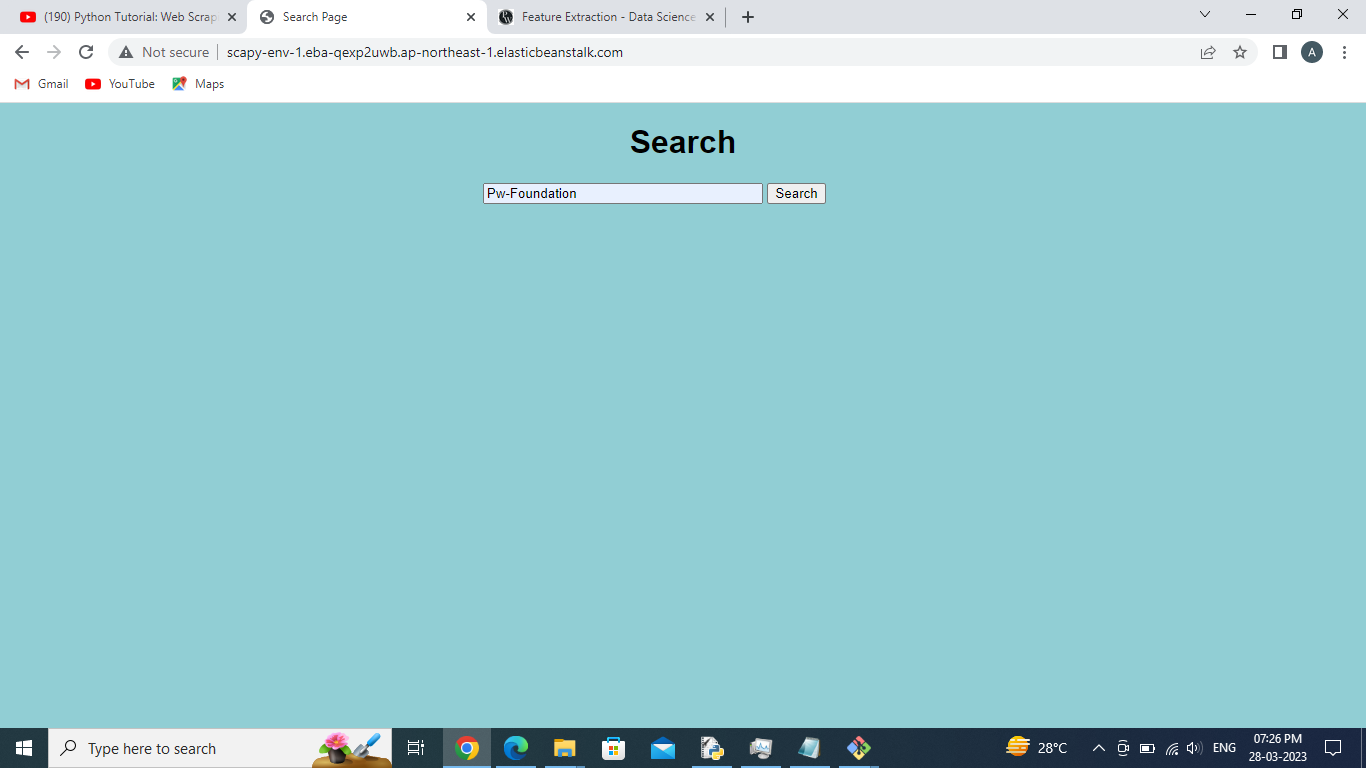 (190) Python Tutorial: Web Scrap
Search Page
Feature Extraction - Data Science
Not secure
scapy-env-1.eba-qexp2uwb.ap-northeast-1.elasticbeanstalk.com
A
Gmail
YouTube
Maps
Search
Pw-Foundation
Search
Type here to search
28°C
ENG
07:26 PM
28-03-2023